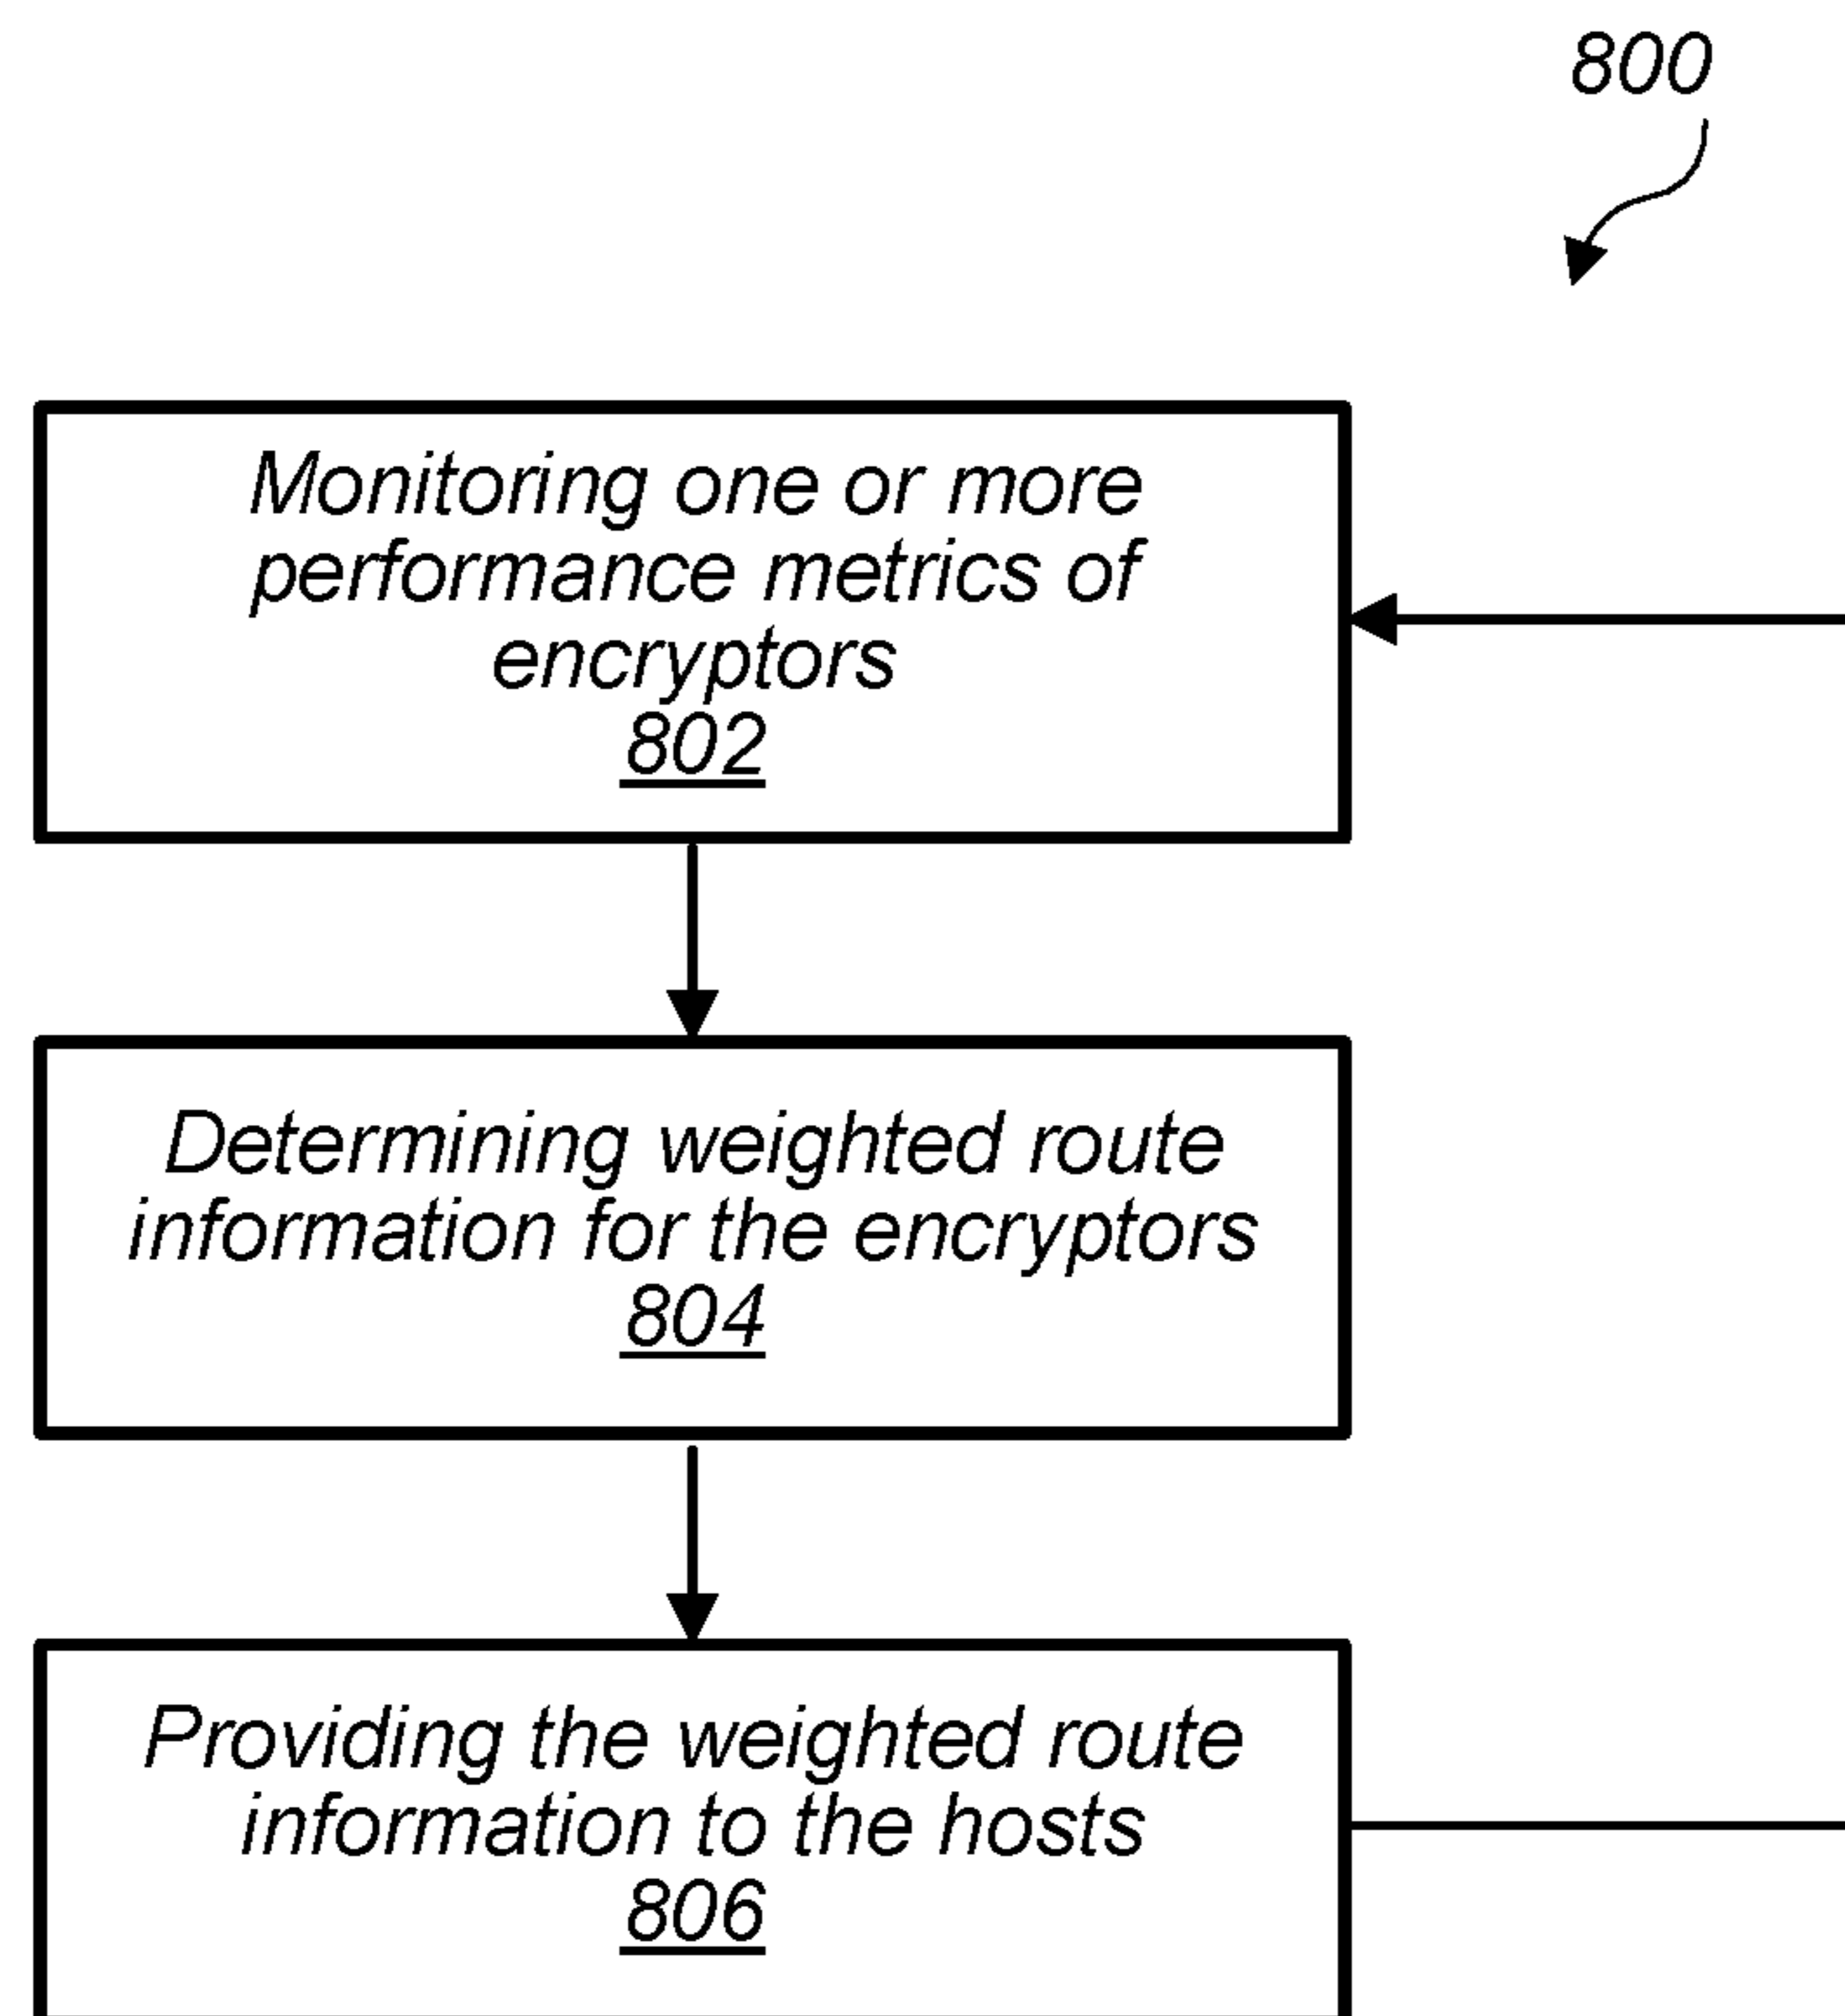 800
Monitoring one or more
performance metrics of
encryptors
802
Determining weighted route
information for the encryptors
804
Providing the weighted route
information to the hosts
806